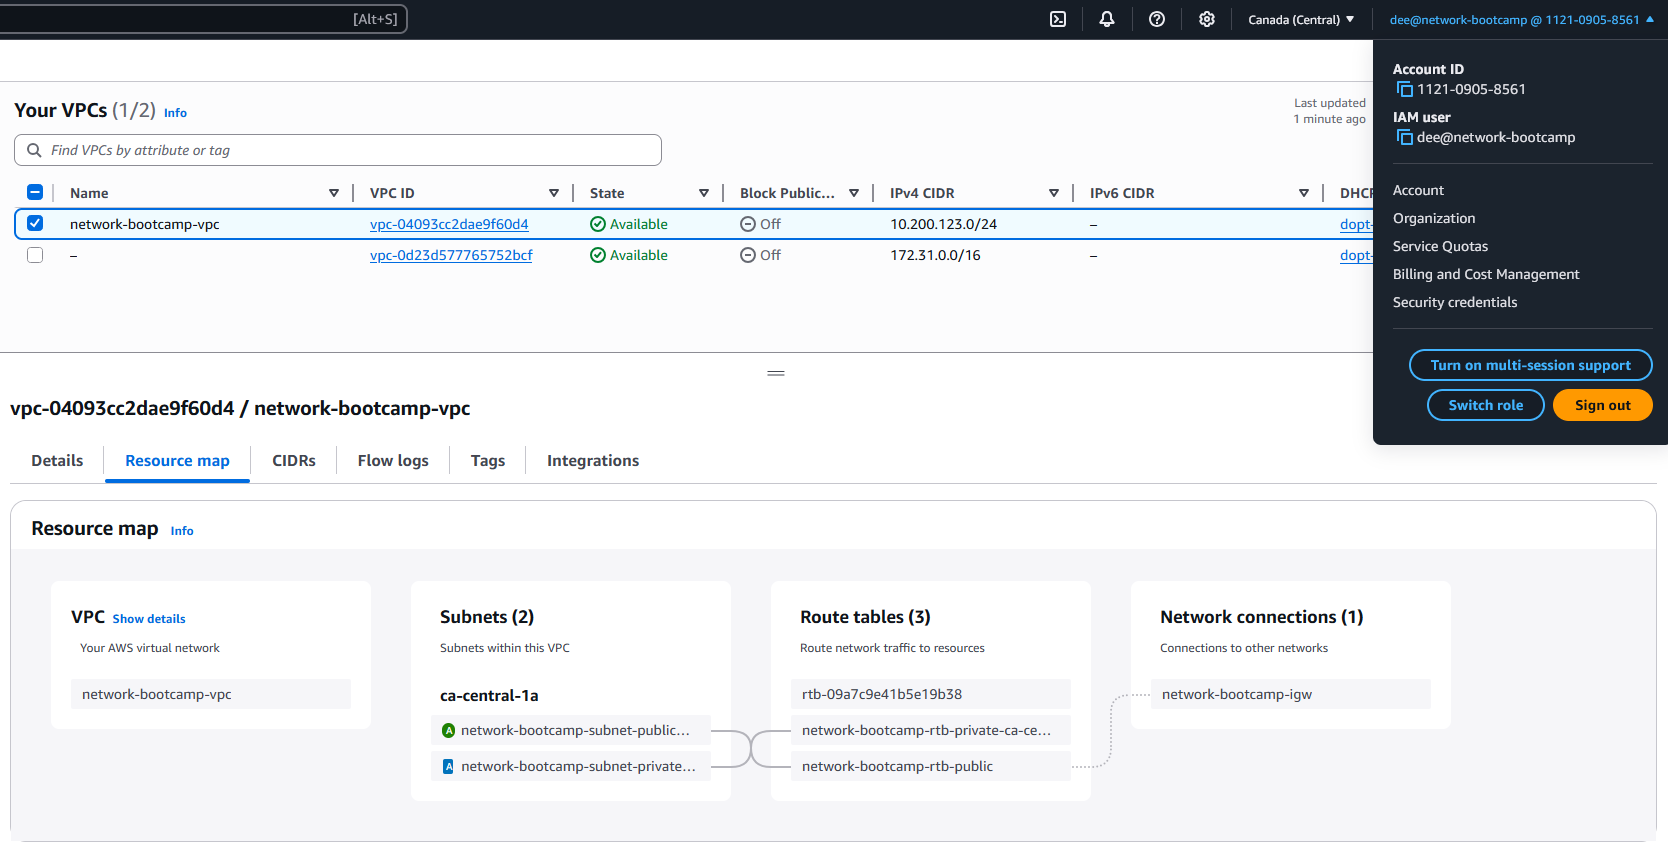 [Alt+S]
Canada (Central)
dee@network-bootcamp @ 1121-0905-8561
Account ID
1121-0905-8561
IAM user
dee@network-bootcamp
Account
Organization
Service Quotas
Billing and Cost Management
Security credentials
Turn on multi-session support
Switch role
Sign out
Your VPCs (1/2) Info
Last updated
1 minute ago
Find VPCs by attribute or tag
Name VPC ID State Block Public... IPv4 CIDR IPv6 CIDR
network-bootcamp-vpc vpc-04093cc2dae9f60d4 Available Off 10.200.123.0/24 – dopt-
– vpc-0d23d577765752bcf Available Off 172.31.0.0/16 – dopt-
vpc-04093cc2dae9f60d4 / network-bootcamp-vpc
Details Resource map CIDRs Flow logs Tags Integrations
Resource map Info
VPC Show details
Your AWS virtual network
network-bootcamp-vpc
Subnets (2)
Subnets within this VPC
ca-central-1a
A network-bootcamp-subnet-public...
A network-bootcamp-subnet-private...
Route tables (3)
Route network traffic to resources
rtb-09a7c9e41b5e19b38
network-bootcamp-rtb-private-ca-ce...
network-bootcamp-rtb-public
Network connections (1)
Connections to other networks
network-bootcamp-igw